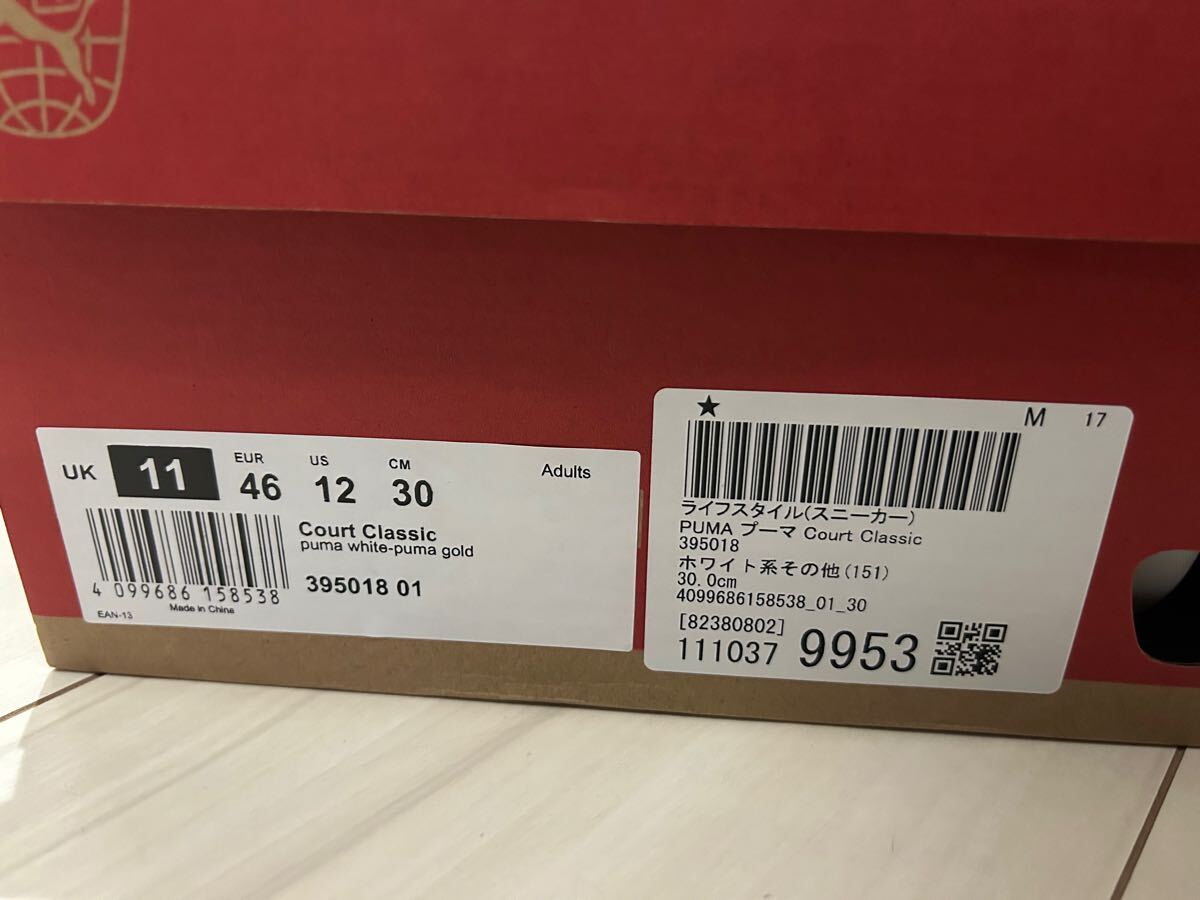 UK 11 EUR 46 US 12 CM 30 Adults
Court Classic
puma white-puma gold
395018 01
4 099686 158538
Made in China
EAN-13
★ M 17
ライフスタイル(スニーカー)
PUMA プーマ Court Classic
395018
ホワイト系その他(151)
30.0cm
4099686158538_01_30
[82380802]
111037 9953